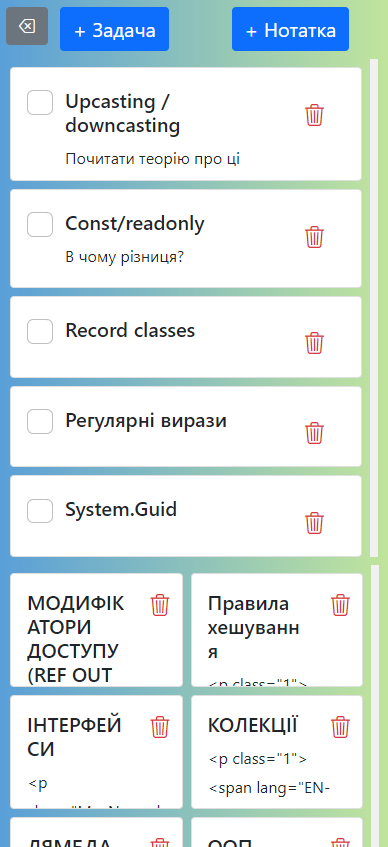 + Задача
+ Нотатка
Upcasting /
downcasting
Почитати теорію про ці
Const/readonly
В чому різниця?
Record classes
Регулярні вирази
System.Guid
МОДИФІК
АТОРИ
ДОСТУПУ
(REF OUT
Правила
хешуванн
я
<p class="1">
ІНТЕРФЕЙ
СИ
<p
КОЛЕКЦІЇ
<p class="1">
<span lang="EN-
ООП